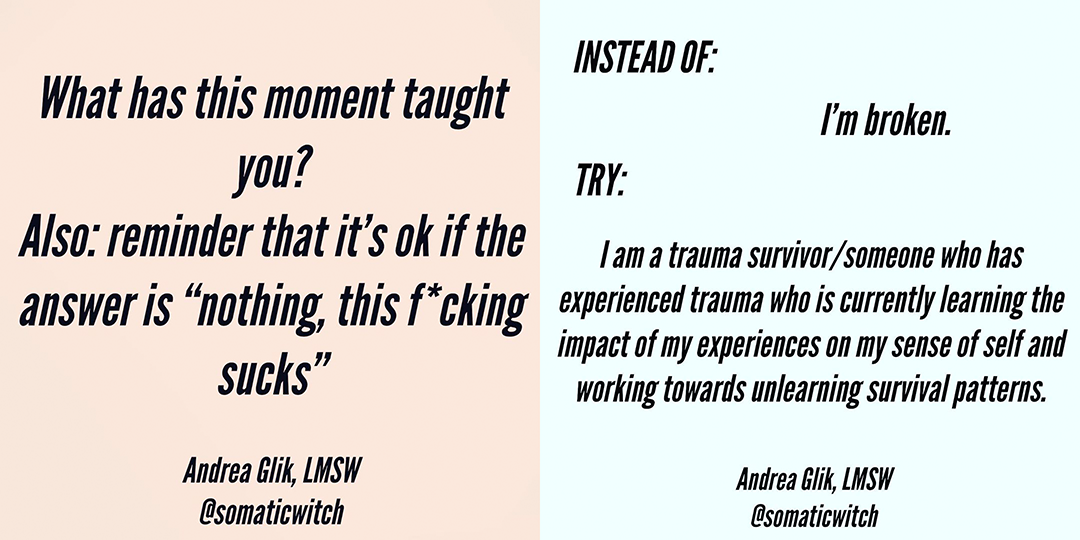 What has this moment taught
you?
Also: reminder that it's ok if the
answer is “nothing, this f*cking
sucks”
Andrea Glik, LMSW
@somaticwitch
INSTEAD OF:
I'm broken.
TRY:
I am a trauma survivor/someone who has
experienced trauma who is currently learning the
impact of my experiences on my sense of self and
working towards unlearning survival patterns.
Andrea Glik, LMSW
@somaticwitch